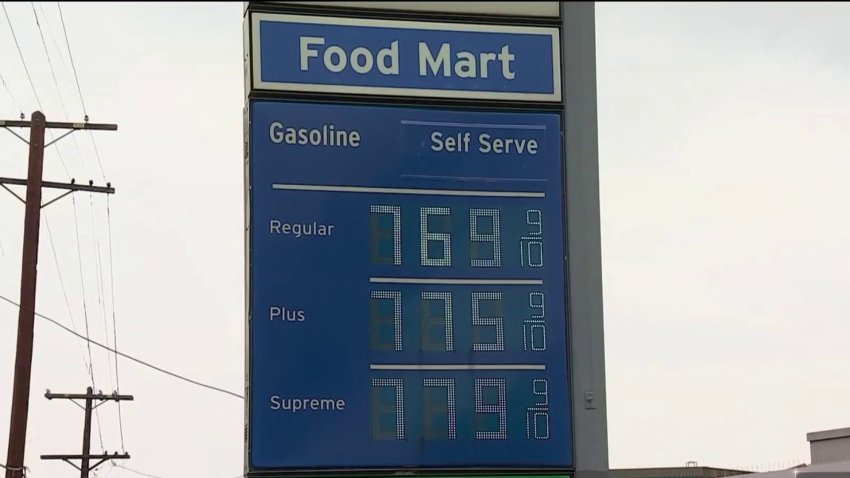 Food Mart
Gasoline Self Serve
Regular 769 9/10
Plus 775 9/10
Supreme 779 9/10